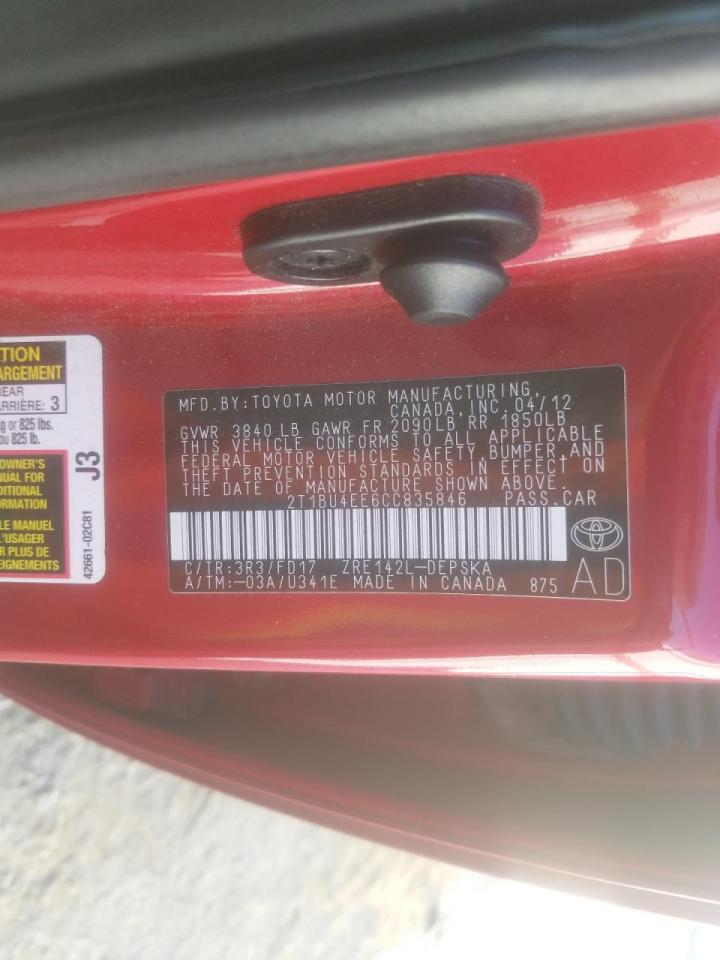 TION
ARGEMENT
REAR
ARRIÈRE: 3
g or 825 lbs.
ou 825 lb.
OWNER'S
NUAL FOR
DITIONAL
ORMATION
LE MANUEL
L'USAGER
PLUS DE
EIGNEMENTS
J3
42661-02C81
MFD.BY:TOYOTA MOTOR MANUFACTURING,
CANADA, INC. 04/12
GVWR 3840LB GAWR FR 2090LB RR 1850LB
THIS VEHICLE CONFORMS TO ALL APPLICABLE
FEDERAL MOTOR VEHICLE SAFETY, BUMPER, AND
THEFT PREVENTION STANDARDS IN EFFECT ON
THE DATE OF MANUFACTURE SHOWN ABOVE.
2T1BU4EE6CC835846 PASS.CAR
C/TR:3R3/FD17 ZRE142L-DEPSKA
A/TM:-03A/U341E MADE IN CANADA 875
AD